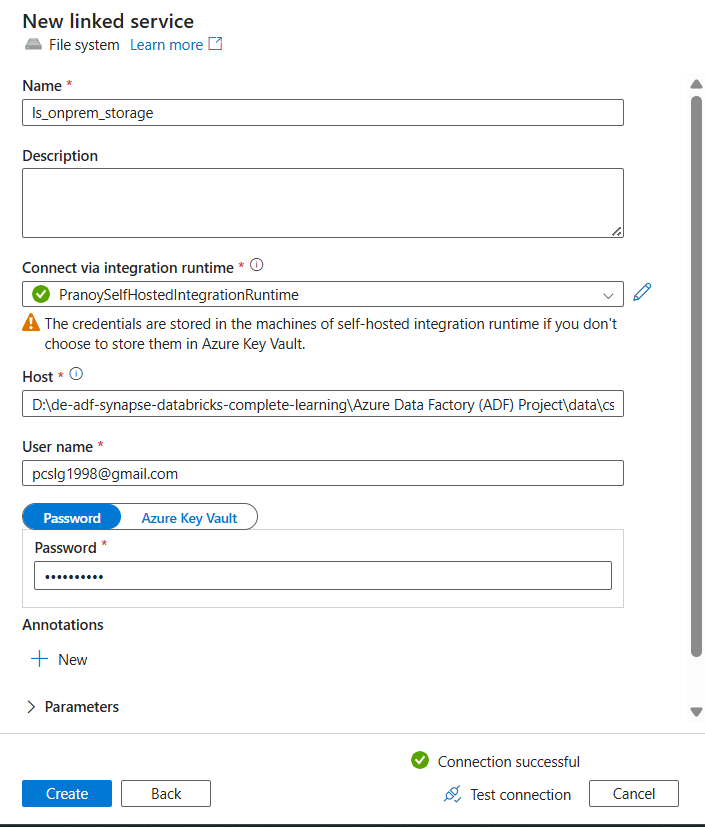 New linked service
File system Learn more
Name *
ls_onprem_storage
Description
Connect via integration runtime *
PranoySelfHostedIntegrationRuntime
The credentials are stored in the machines of self-hosted integration runtime if you don't
choose to store them in Azure Key Vault.
Host *
D:\de-adf-synapse-databricks-complete-learning\Azure Data Factory (ADF) Project\data\cs
User name *
pcslg1998@gmail.com
Password Azure Key Vault
Password *
••••••••••
Annotations
New
Parameters
Connection successful
Create Back Test connection Cancel